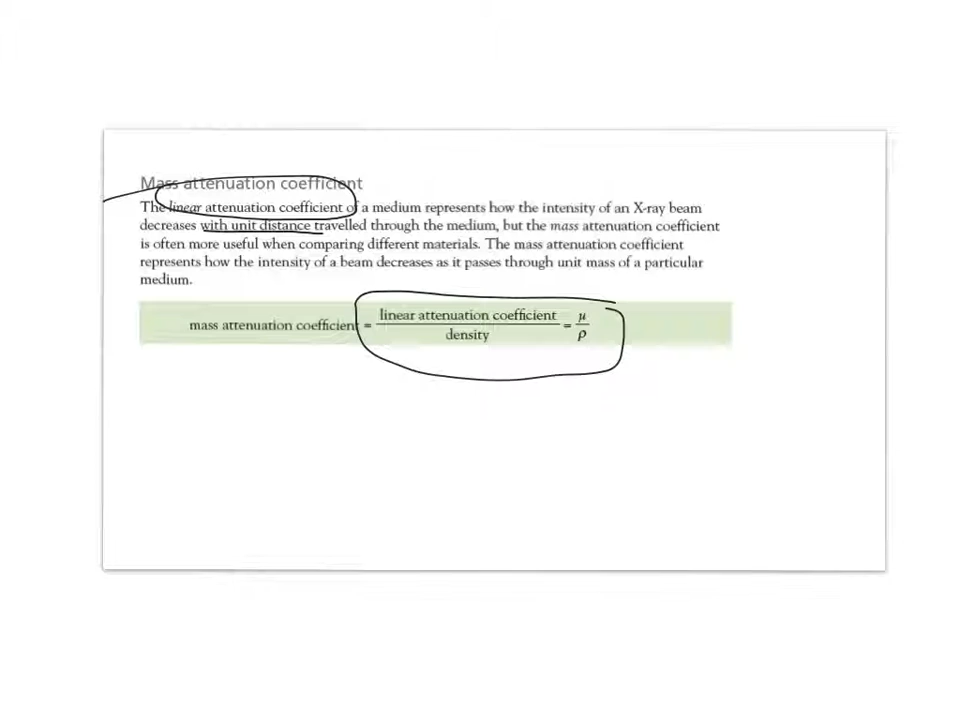 Mass attenuation coefficient
The linear attenuation coefficient of a medium represents how the intensity of an X-ray beam
decreases with unit distance travelled through the medium, but the mass attenuation coefficient
is often more useful when comparing different materials. The mass attenuation coefficient
represents how the intensity of a beam decreases as it passes through unit mass of a particular
medium.
mass attenuation coefficient = linear attenuation coefficient / density = μ / ρ